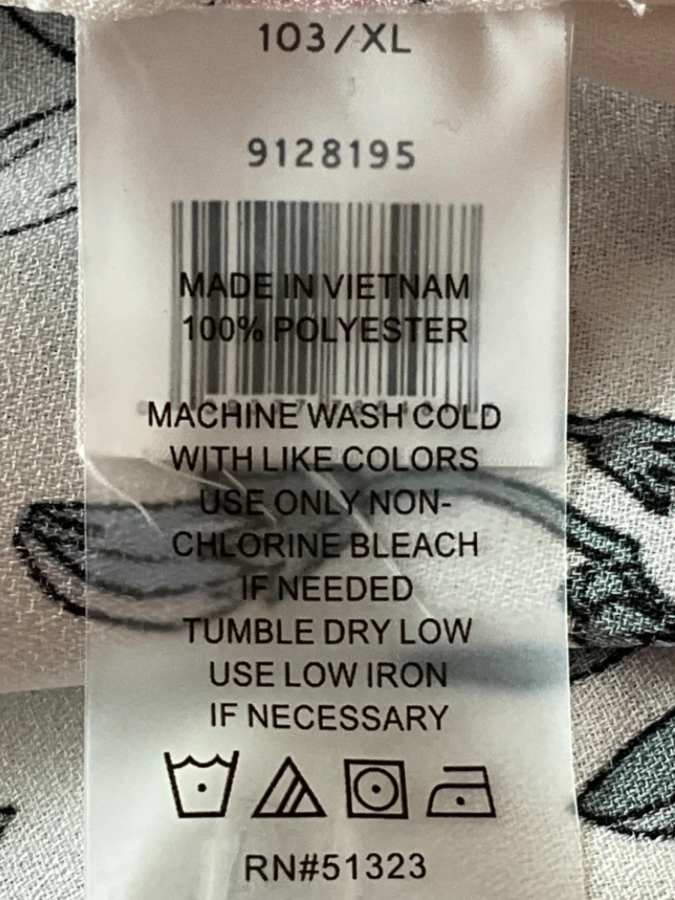 103/XL
9128195
MADE IN VIETNAM
100% POLYESTER
MACHINE WASH COLD
WITH LIKE COLORS
USE ONLY NON-
CHLORINE BLEACH
IF NEEDED
TUMBLE DRY LOW
USE LOW IRON
IF NECESSARY
RN#51323